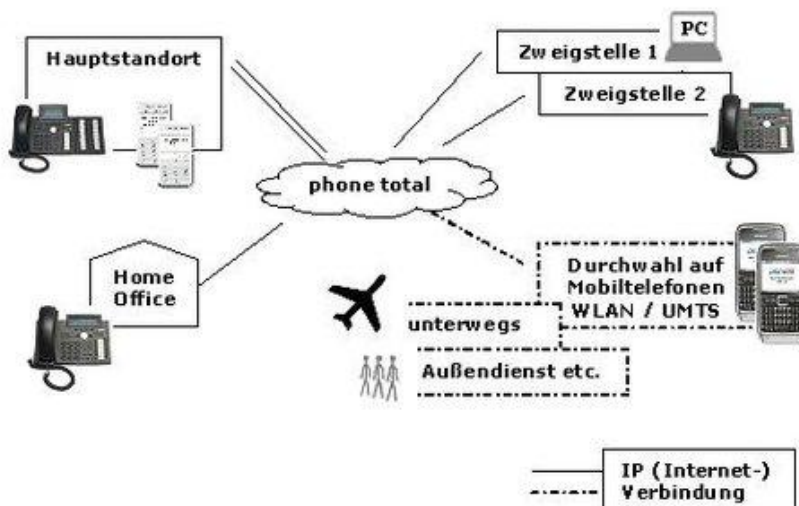 Hauptstandort
PC
Zweigstelle 1
Zweigstelle 2
phone total
Home
Office
Durchwahl auf
Mobiltelefonen
WLAN / UMTS
unterwegs
Außendienst etc.
IP (Internet-)
Verbindung